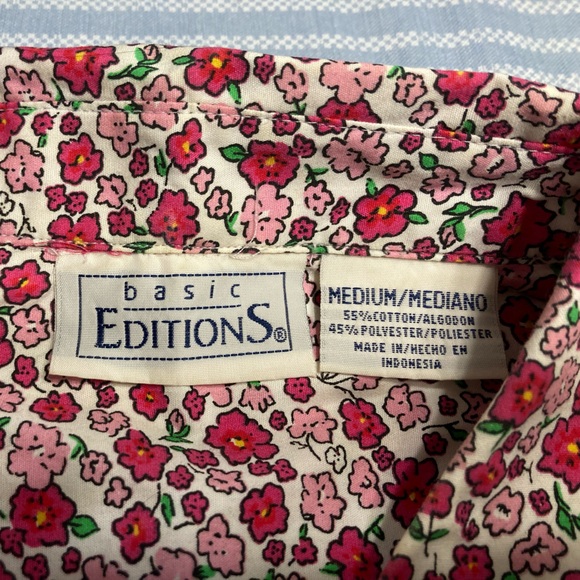 basic
EDITIONS®
MEDIUM/MEDIANO
55% COTTON/ALGODON
45% POLYESTER/POLIESTER
MADE IN/HECHO EN
INDONESIA